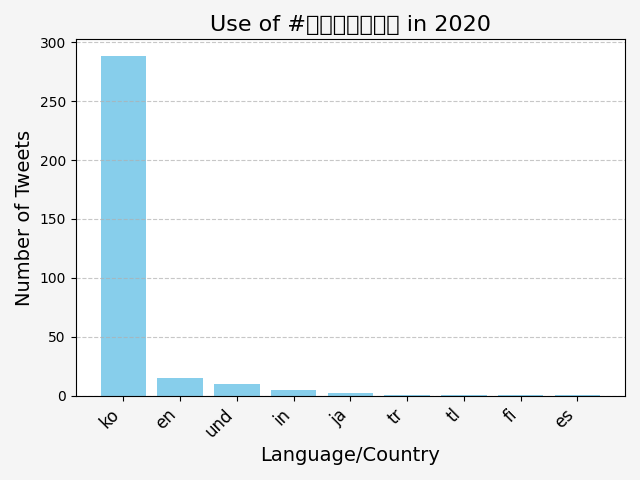 Use of # in 2020
300
250
200
150
100
50
0
Number of Tweets
ko
en
und
in
ja
tr
tl
fi
es
Language/Country